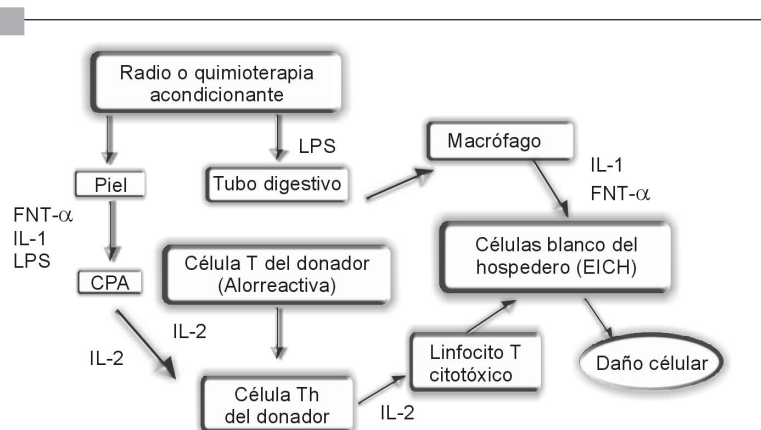 Radio o quimioterapia
acondicionante
LPS
Macrófago
Piel
Tubo digestivo
IL-1
FNT-α
FNT-α
IL-1
LPS
Células blanco del
hospedero (EICH)
Célula T del donador
(Alorreactiva)
CPA
IL-2
IL-2
Linfocito T
citotóxico
Daño célular
Célula Th
del donador
IL-2